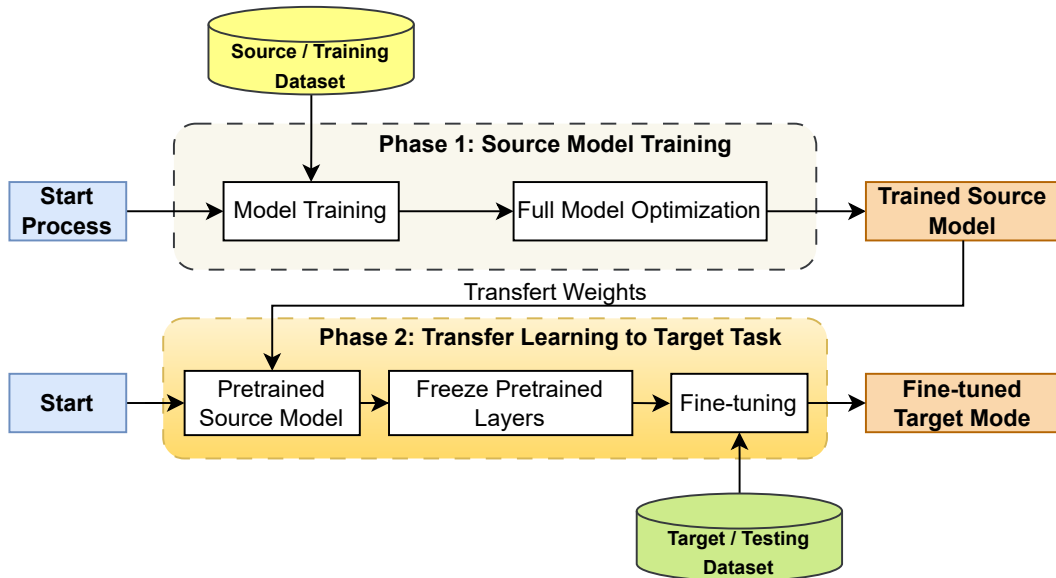 Source / Training
Dataset
Phase 1: Source Model Training
Start
Process
Model Training
Full Model Optimization
Trained Source
Model
Transfert Weights
Phase 2: Transfer Learning to Target Task
Start
Pretrained
Source Model
Freeze Pretrained
Layers
Fine-tuning
Fine-tuned
Target Mode
Target / Testing
Dataset